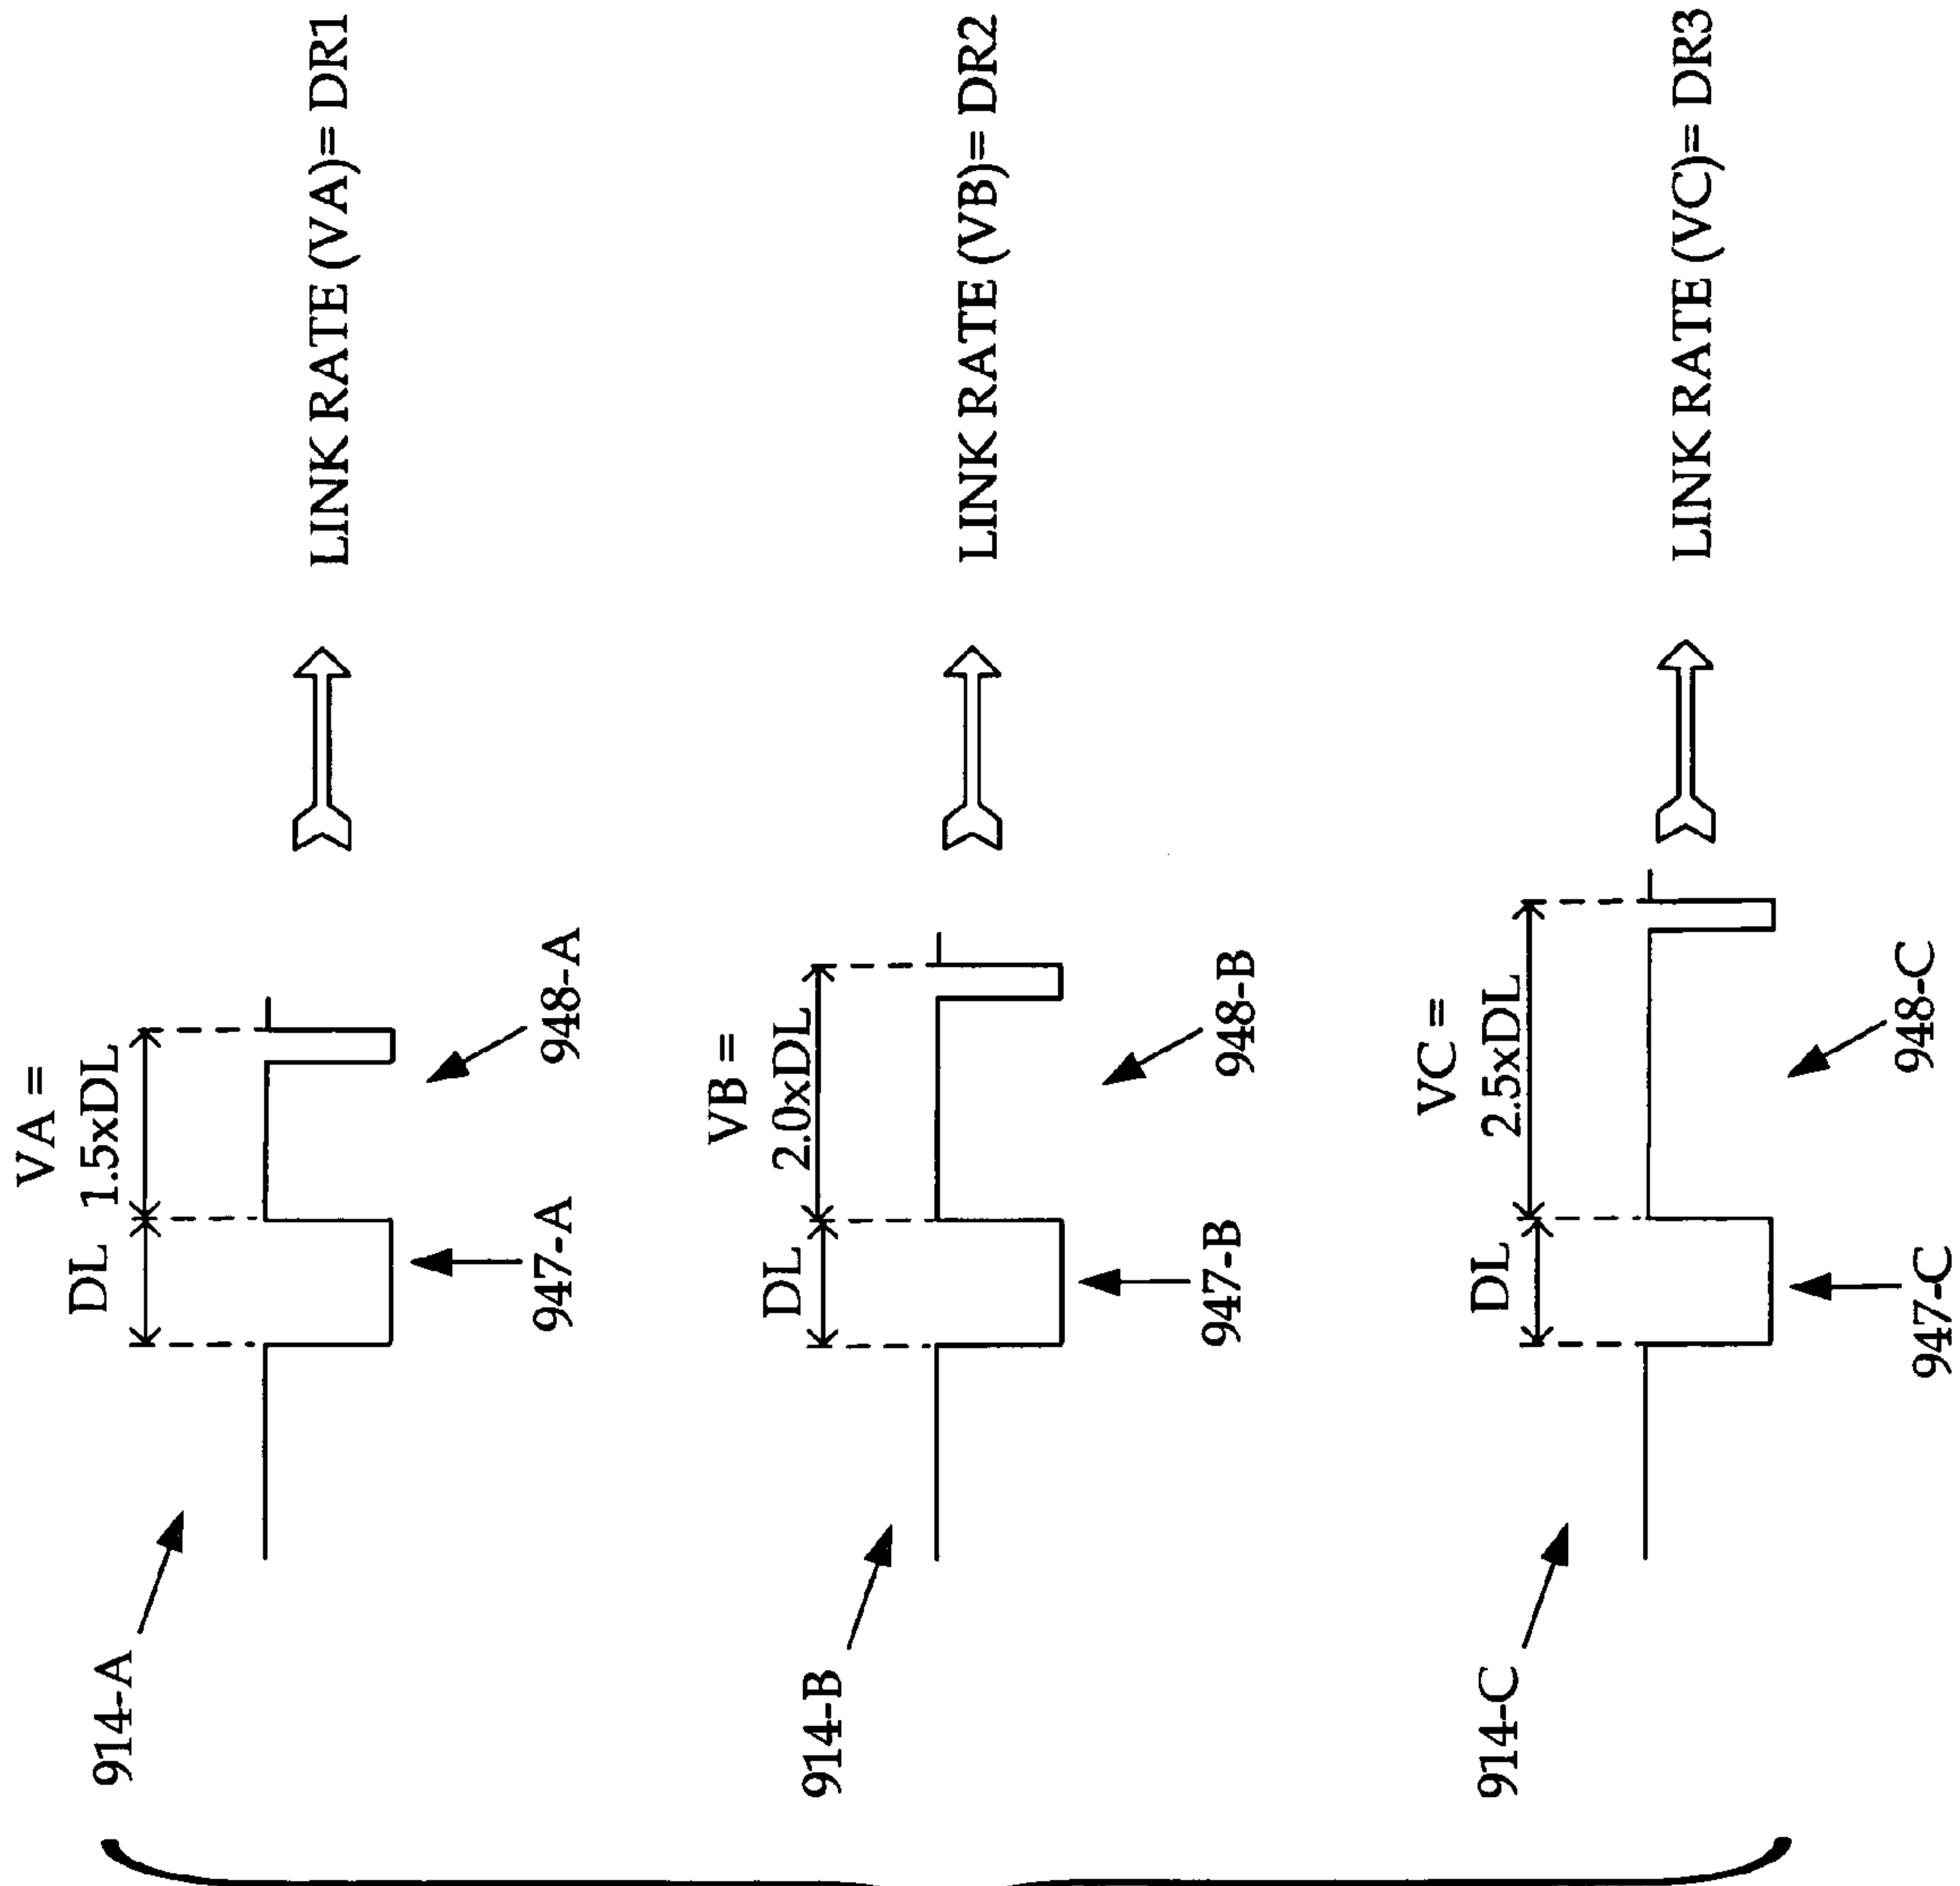 914-A
DL
VA =
1.5xDL
947-A
948-A
LINK RATE (VA)= DR1
914-B
DL
VB =
2.0xDL
947-B
948-B
LINK RATE (VB)= DR2
914-C
DL
VC =
2.5xDL
947-C
948-C
LINK RATE (VC)= DR3